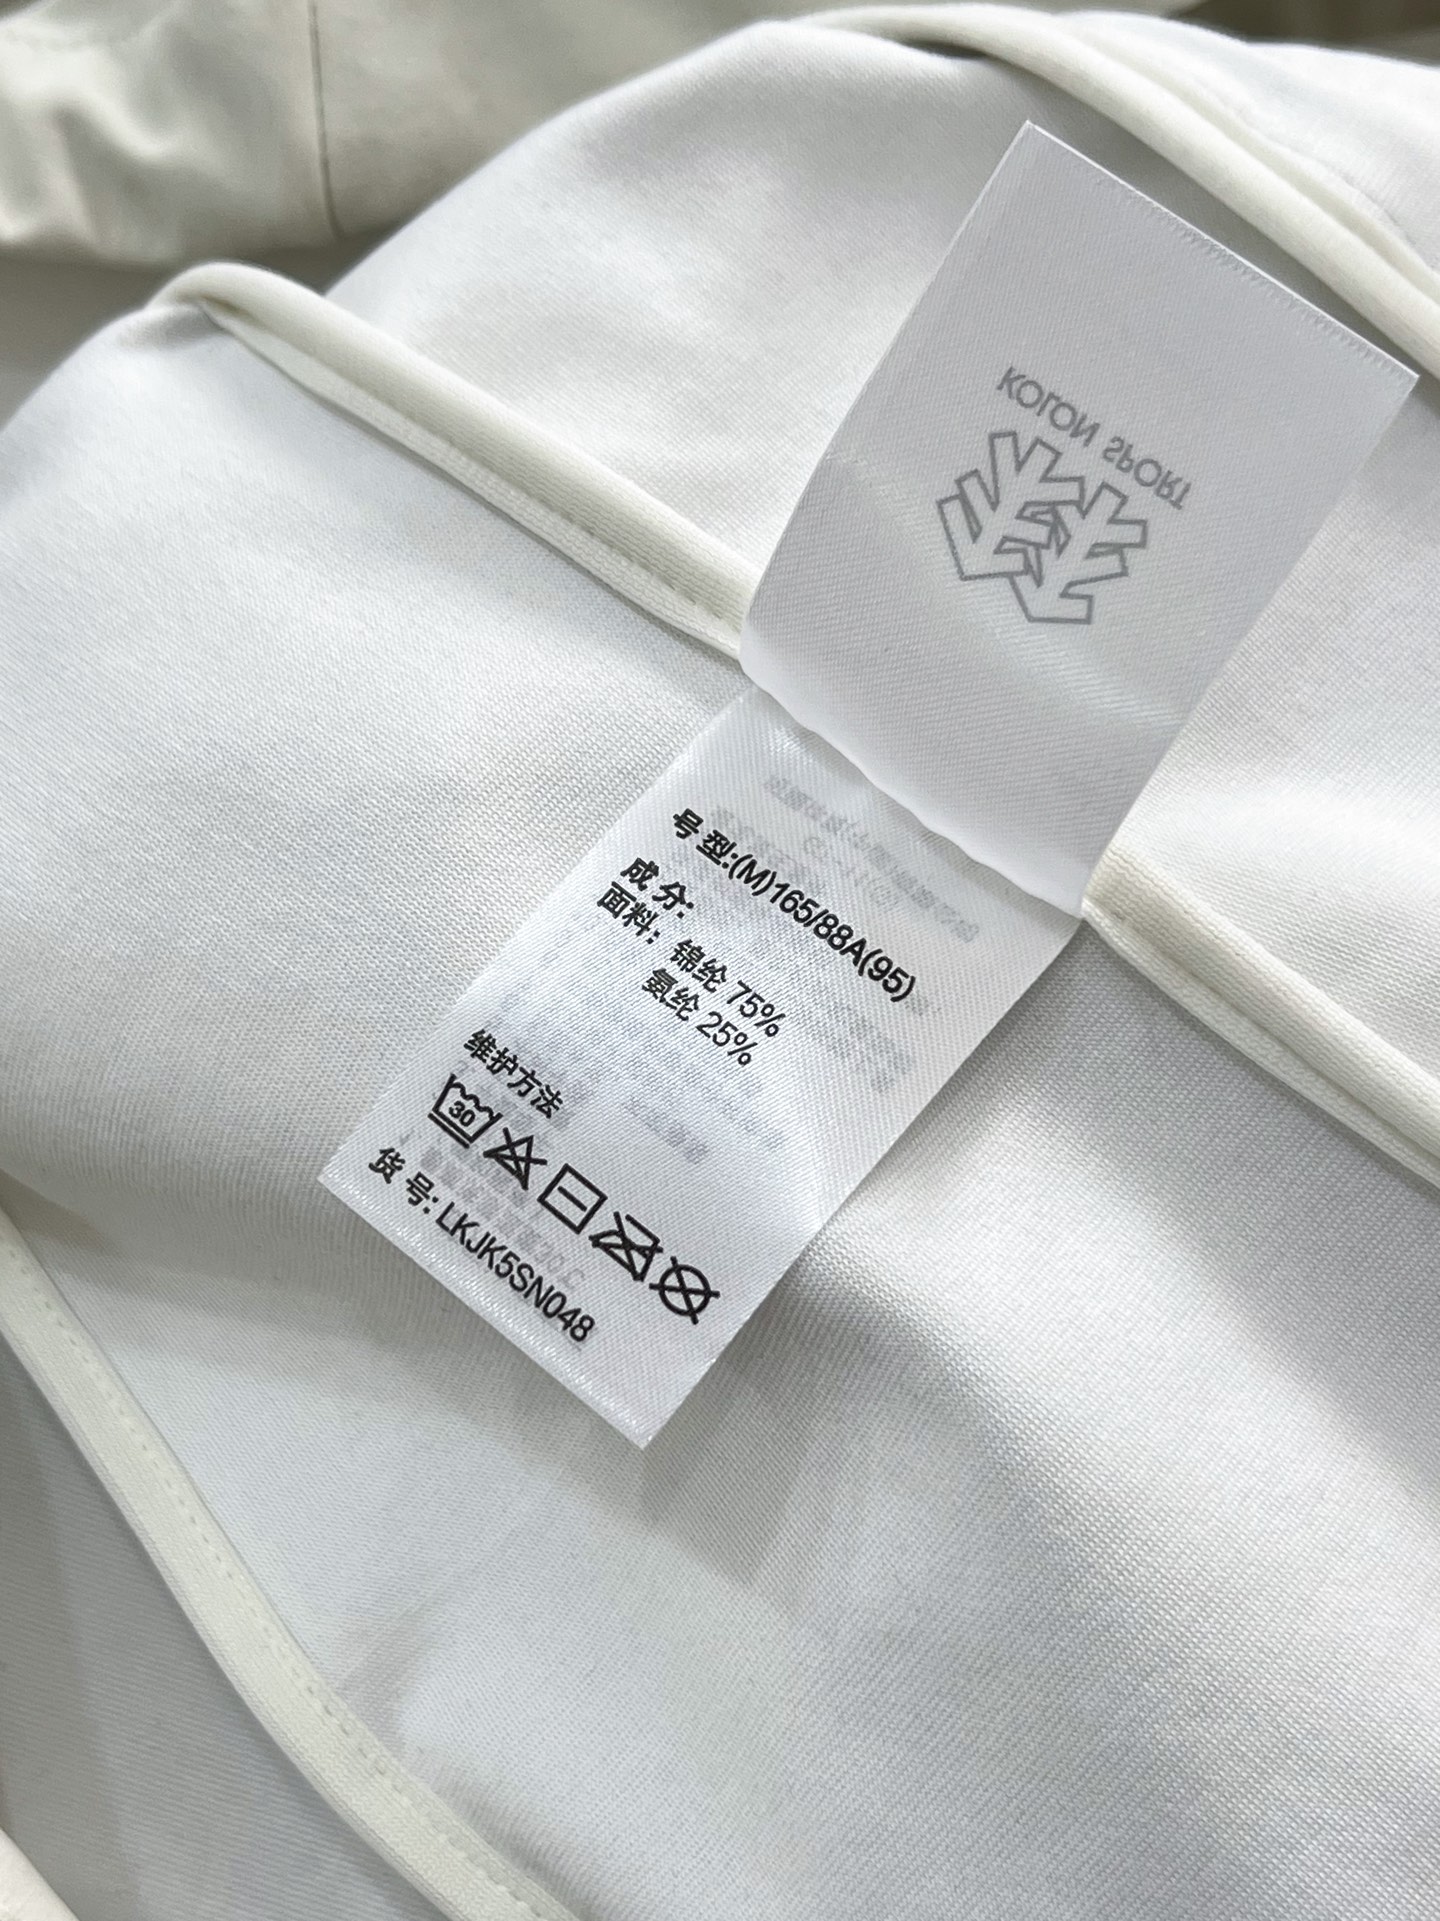 KOLON SPORT
号型:(M)165/88A(95)
成分:
面料: 锦纶 75%
氨纶 25%
维护方法
30
货号: LKJK5SN048